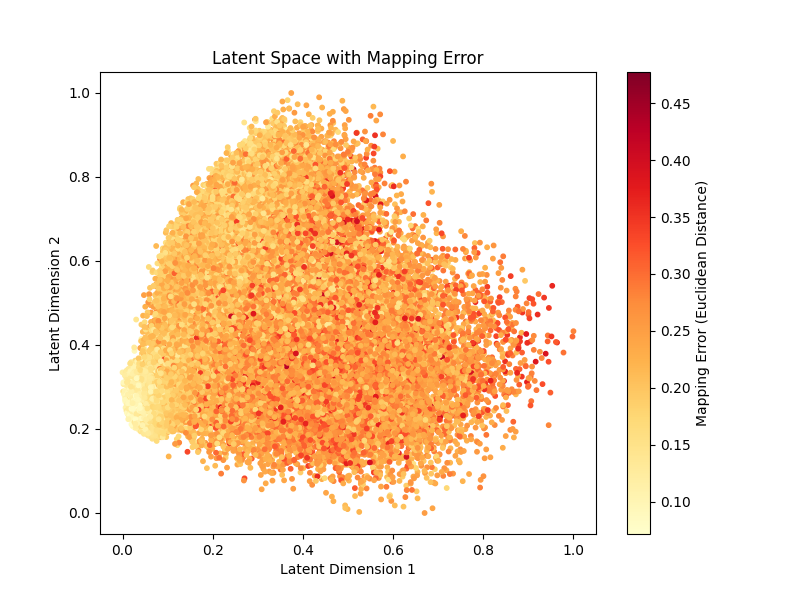 Latent Space with Mapping Error
1.0
0.8
0.6
0.4
0.2
0.0
Latent Dimension 2
0.0 0.2 0.4 0.6 0.8 1.0
Latent Dimension 1
0.45
0.40
0.35
0.30
0.25
0.20
0.15
0.10
Mapping Error (Euclidean Distance)